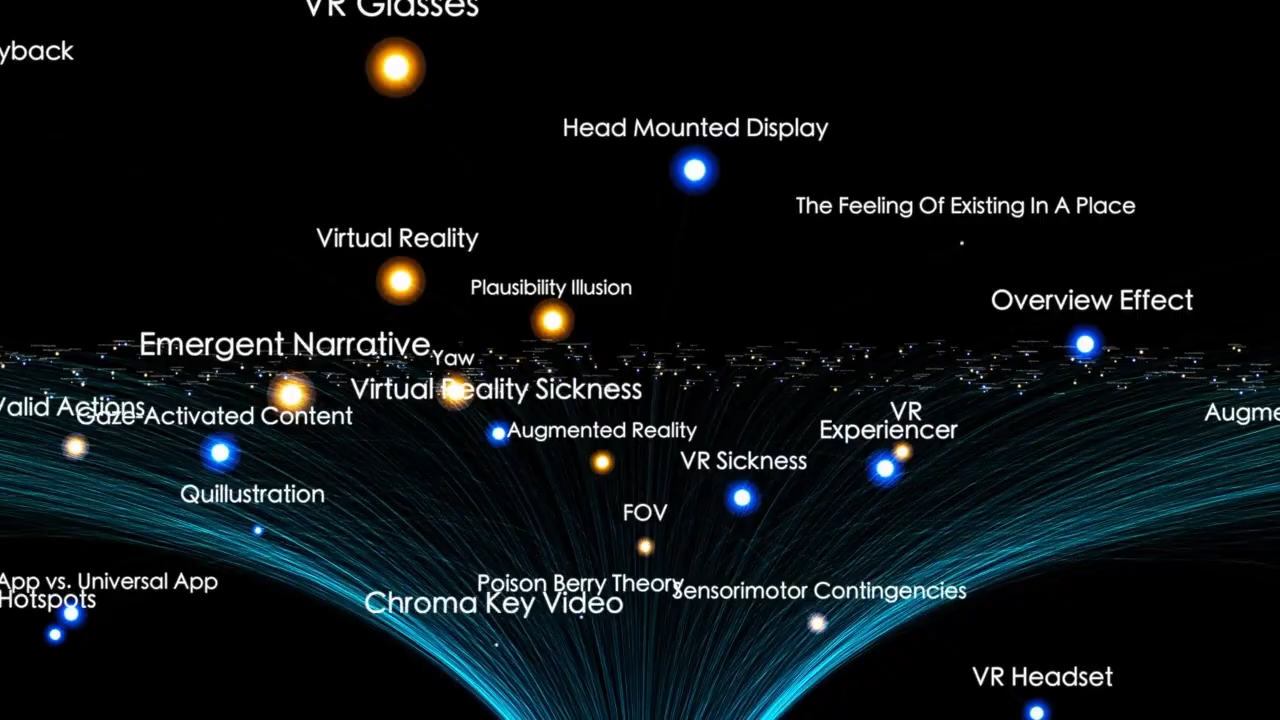 VR Glasses
yback
Head Mounted Display
The Feeling Of Existing In A Place
Virtual Reality
Plausibility Illusion
Overview Effect
Emergent Narrative
Yaw
Virtual Reality Sickness
Valid Actions
Gaze-Activated Content
VR
Experiencer
Augme
Augmented Reality
VR Sickness
Quillustration
FOV
App vs. Universal App
Hotspots
Poison Berry Theory
Sensorimotor Contingencies
Chroma Key Video
VR Headset